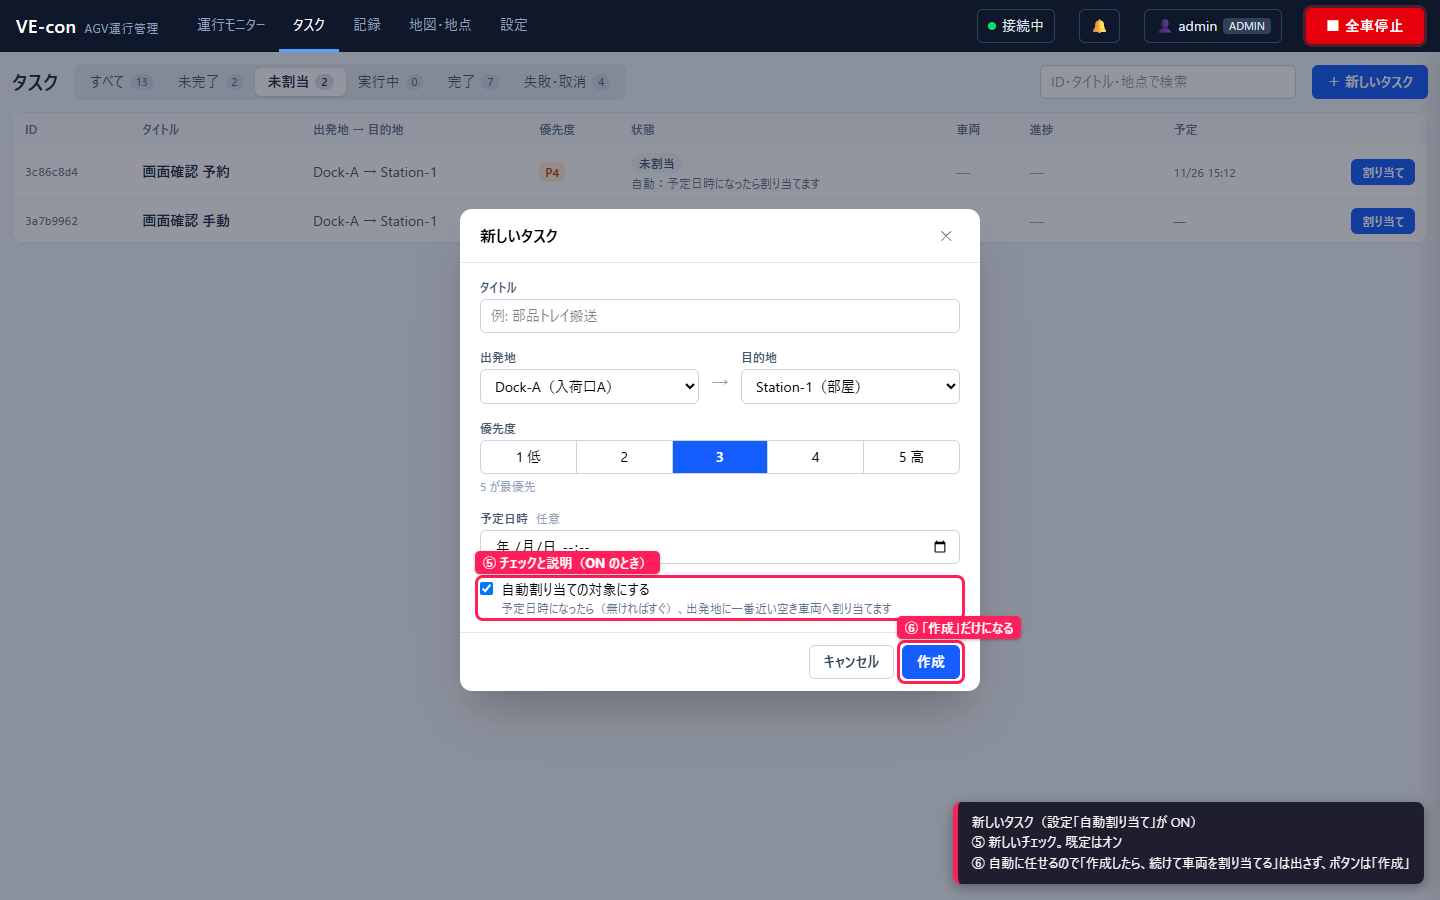 VE-con AGV運行管理 運行モニター タスク 記録 地図・地点 設定 接続中 admin ADMIN 全車停止
タスク すべて 13 未完了 2 未割当 2 実行中 0 完了 7 失敗・取消 4 ID・タイトル・地点で検索 ＋ 新しいタスク
ID タイトル 出発地 → 目的地 優先度 状態 車両 進捗 予定
3c86c8d4 画面確認 予約 Dock-A → Station-1 P4 未割当 — — 11/26 15:12 割り当て
自動：予定日時になったら割り当てます
3a7b9962 画面確認 手動 Dock-A → Station-1 — — 割り当て
新しいタスク ×
タイトル
例: 部品トレイ搬送
出発地 目的地
Dock-A（入荷口A） → Station-1（部屋）
優先度
1 低 2 3 4 5 高
5 が最優先
予定日時 任意
年 /月/日 --:--
⑤ チェックと説明（ON のとき）
自動割り当ての対象にする
予定日時になったら（無ければすぐ）、出発地に一番近い空き車両へ割り当てます
⑥「作成」だけになる
キャンセル 作成
新しいタスク（設定「自動割り当て」が ON）
⑤ 新しいチェック。既定はオン
⑥ 自動に任せるので「作成したら、続けて車両を割り当てる」は出さず、ボタンは「作成」